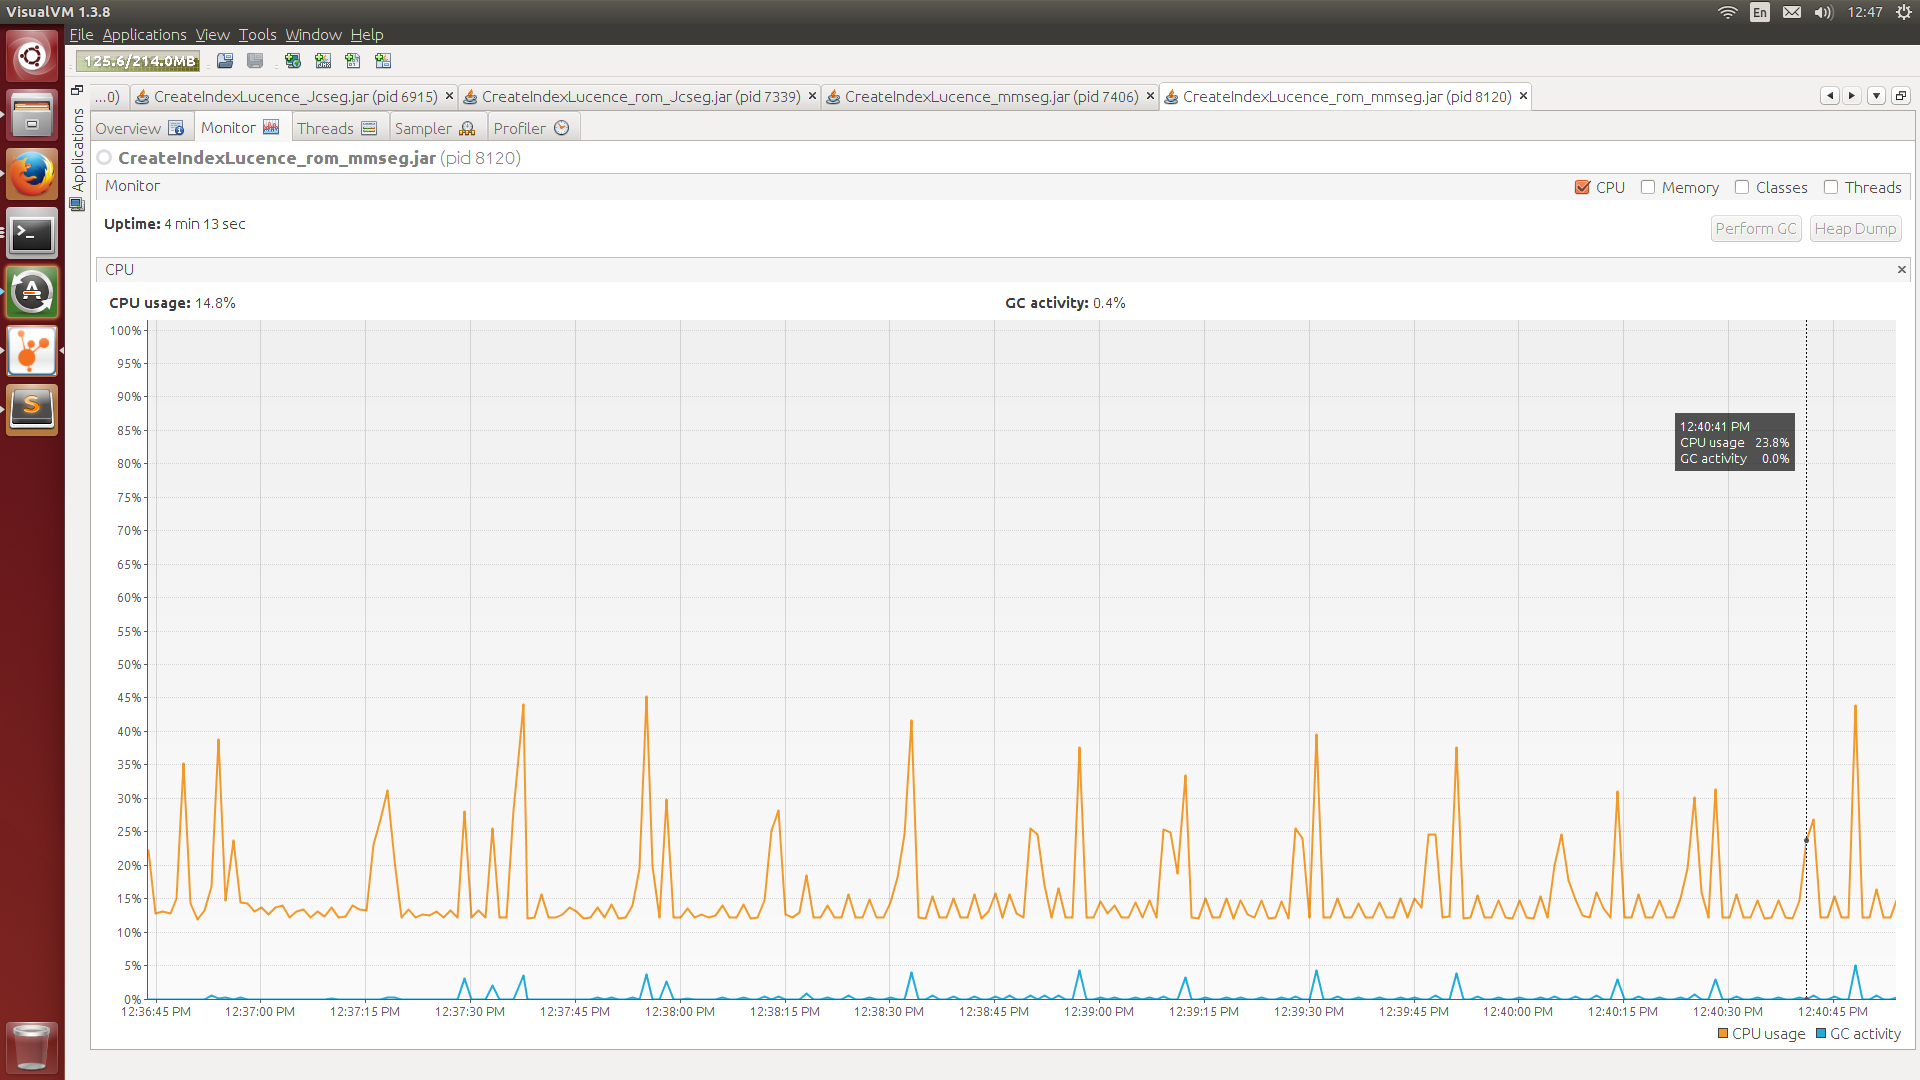 VisualVM 1.3.8
En
12:47
File Applications View Tools Window Help
125.6/214.0MB
...0)
CreateIndexLucence_Jcseg.jar (pid 6915)
CreateIndexLucence_rom_Jcseg.jar (pid 7339)
CreateIndexLucence_mmseg.jar (pid 7406)
CreateIndexLucence_rom_mmseg.jar (pid 8120)
Applications
Overview
Monitor
Threads
Sampler
Profiler
CreateIndexLucence_rom_mmseg.jar (pid 8120)
Monitor
CPU
Memory
Classes
Threads
Uptime: 4 min 13 sec
Perform GC
Heap Dump
CPU
CPU usage: 14.8%
GC activity: 0.4%
100%
95%
90%
85%
80%
75%
70%
65%
60%
55%
50%
45%
40%
35%
30%
25%
20%
15%
10%
5%
0%
12:40:41 PM
CPU usage 23.8%
GC activity 0.0%
12:36:45 PM
12:37:00 PM
12:37:15 PM
12:37:30 PM
12:37:45 PM
12:38:00 PM
12:38:15 PM
12:38:30 PM
12:38:45 PM
12:39:00 PM
12:39:15 PM
12:39:30 PM
12:39:45 PM
12:40:00 PM
12:40:15 PM
12:40:30 PM
12:40:45 PM
CPU usage
GC activity